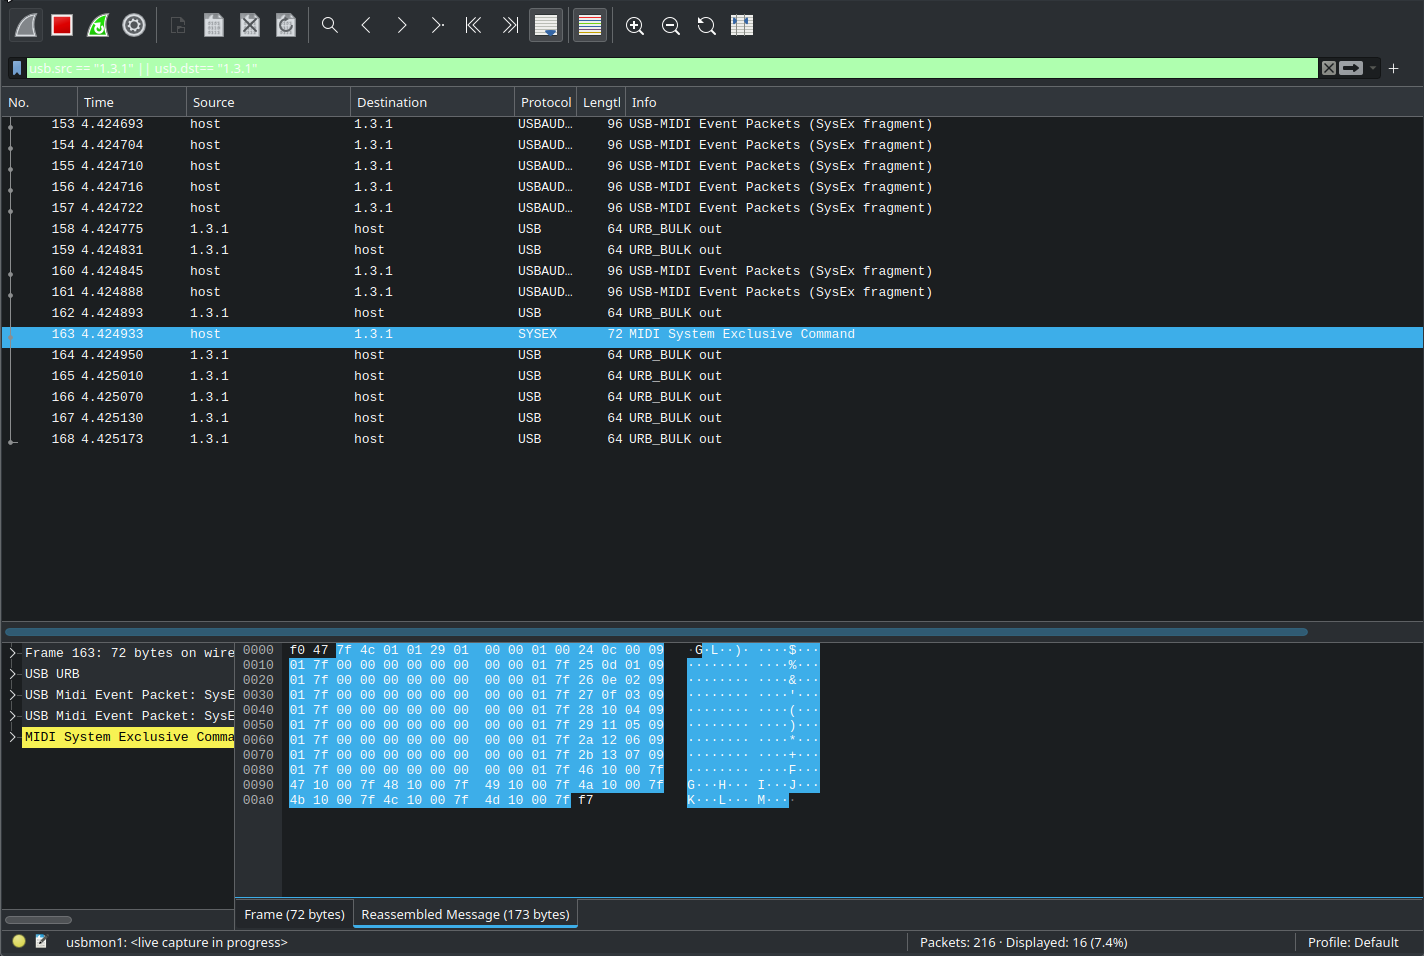 usb.src == "1.3.1" || usb.dst== "1.3.1"
No. Time Source Destination Protocol Lengtl Info
153 4.424693 host 1.3.1 USBAUD… 96 USB-MIDI Event Packets (SysEx fragment)
154 4.424704 host 1.3.1 USBAUD… 96 USB-MIDI Event Packets (SysEx fragment)
155 4.424710 host 1.3.1 USBAUD… 96 USB-MIDI Event Packets (SysEx fragment)
156 4.424716 host 1.3.1 USBAUD… 96 USB-MIDI Event Packets (SysEx fragment)
157 4.424722 host 1.3.1 USBAUD… 96 USB-MIDI Event Packets (SysEx fragment)
158 4.424775 1.3.1 host USB 64 URB_BULK out
159 4.424831 1.3.1 host USB 64 URB_BULK out
160 4.424845 host 1.3.1 USBAUD… 96 USB-MIDI Event Packets (SysEx fragment)
161 4.424888 host 1.3.1 USBAUD… 96 USB-MIDI Event Packets (SysEx fragment)
162 4.424893 1.3.1 host USB 64 URB_BULK out
163 4.424933 host 1.3.1 SYSEX 72 MIDI System Exclusive Command
164 4.424950 1.3.1 host USB 64 URB_BULK out
165 4.425010 1.3.1 host USB 64 URB_BULK out
166 4.425070 1.3.1 host USB 64 URB_BULK out
167 4.425130 1.3.1 host USB 64 URB_BULK out
168 4.425173 1.3.1 host USB 64 URB_BULK out
Frame 163: 72 bytes on wire
USB URB
USB Midi Event Packet: SysE
USB Midi Event Packet: SysE
MIDI System Exclusive Comma
0000 f0 47 7f 4c 01 01 29 01 00 00 01 00 24 0c 00 09 ·G·L··)· ····$···
0010 01 7f 00 00 00 00 00 00 00 00 01 7f 25 0d 01 09 ········ ····%···
0020 01 7f 00 00 00 00 00 00 00 00 01 7f 26 0e 02 09 ········ ····&···
0030 01 7f 00 00 00 00 00 00 00 00 01 7f 27 0f 03 09 ········ ····'···
0040 01 7f 00 00 00 00 00 00 00 00 01 7f 28 10 04 09 ········ ····(···
0050 01 7f 00 00 00 00 00 00 00 00 01 7f 29 11 05 09 ········ ····)···
0060 01 7f 00 00 00 00 00 00 00 00 01 7f 2a 12 06 09 ········ ····*···
0070 01 7f 00 00 00 00 00 00 00 00 01 7f 2b 13 07 09 ········ ····+···
0080 01 7f 00 00 00 00 00 00 00 00 01 7f 46 10 00 7f ········ ····F···
0090 47 10 00 7f 48 10 00 7f 49 10 00 7f 4a 10 00 7f G···H··· I···J···
00a0 4b 10 00 7f 4c 10 00 7f 4d 10 00 7f f7 K···L··· M····
Frame (72 bytes) Reassembled Message (173 bytes)
usbmon1: <live capture in progress> Packets: 216 · Displayed: 16 (7.4%) Profile: Default